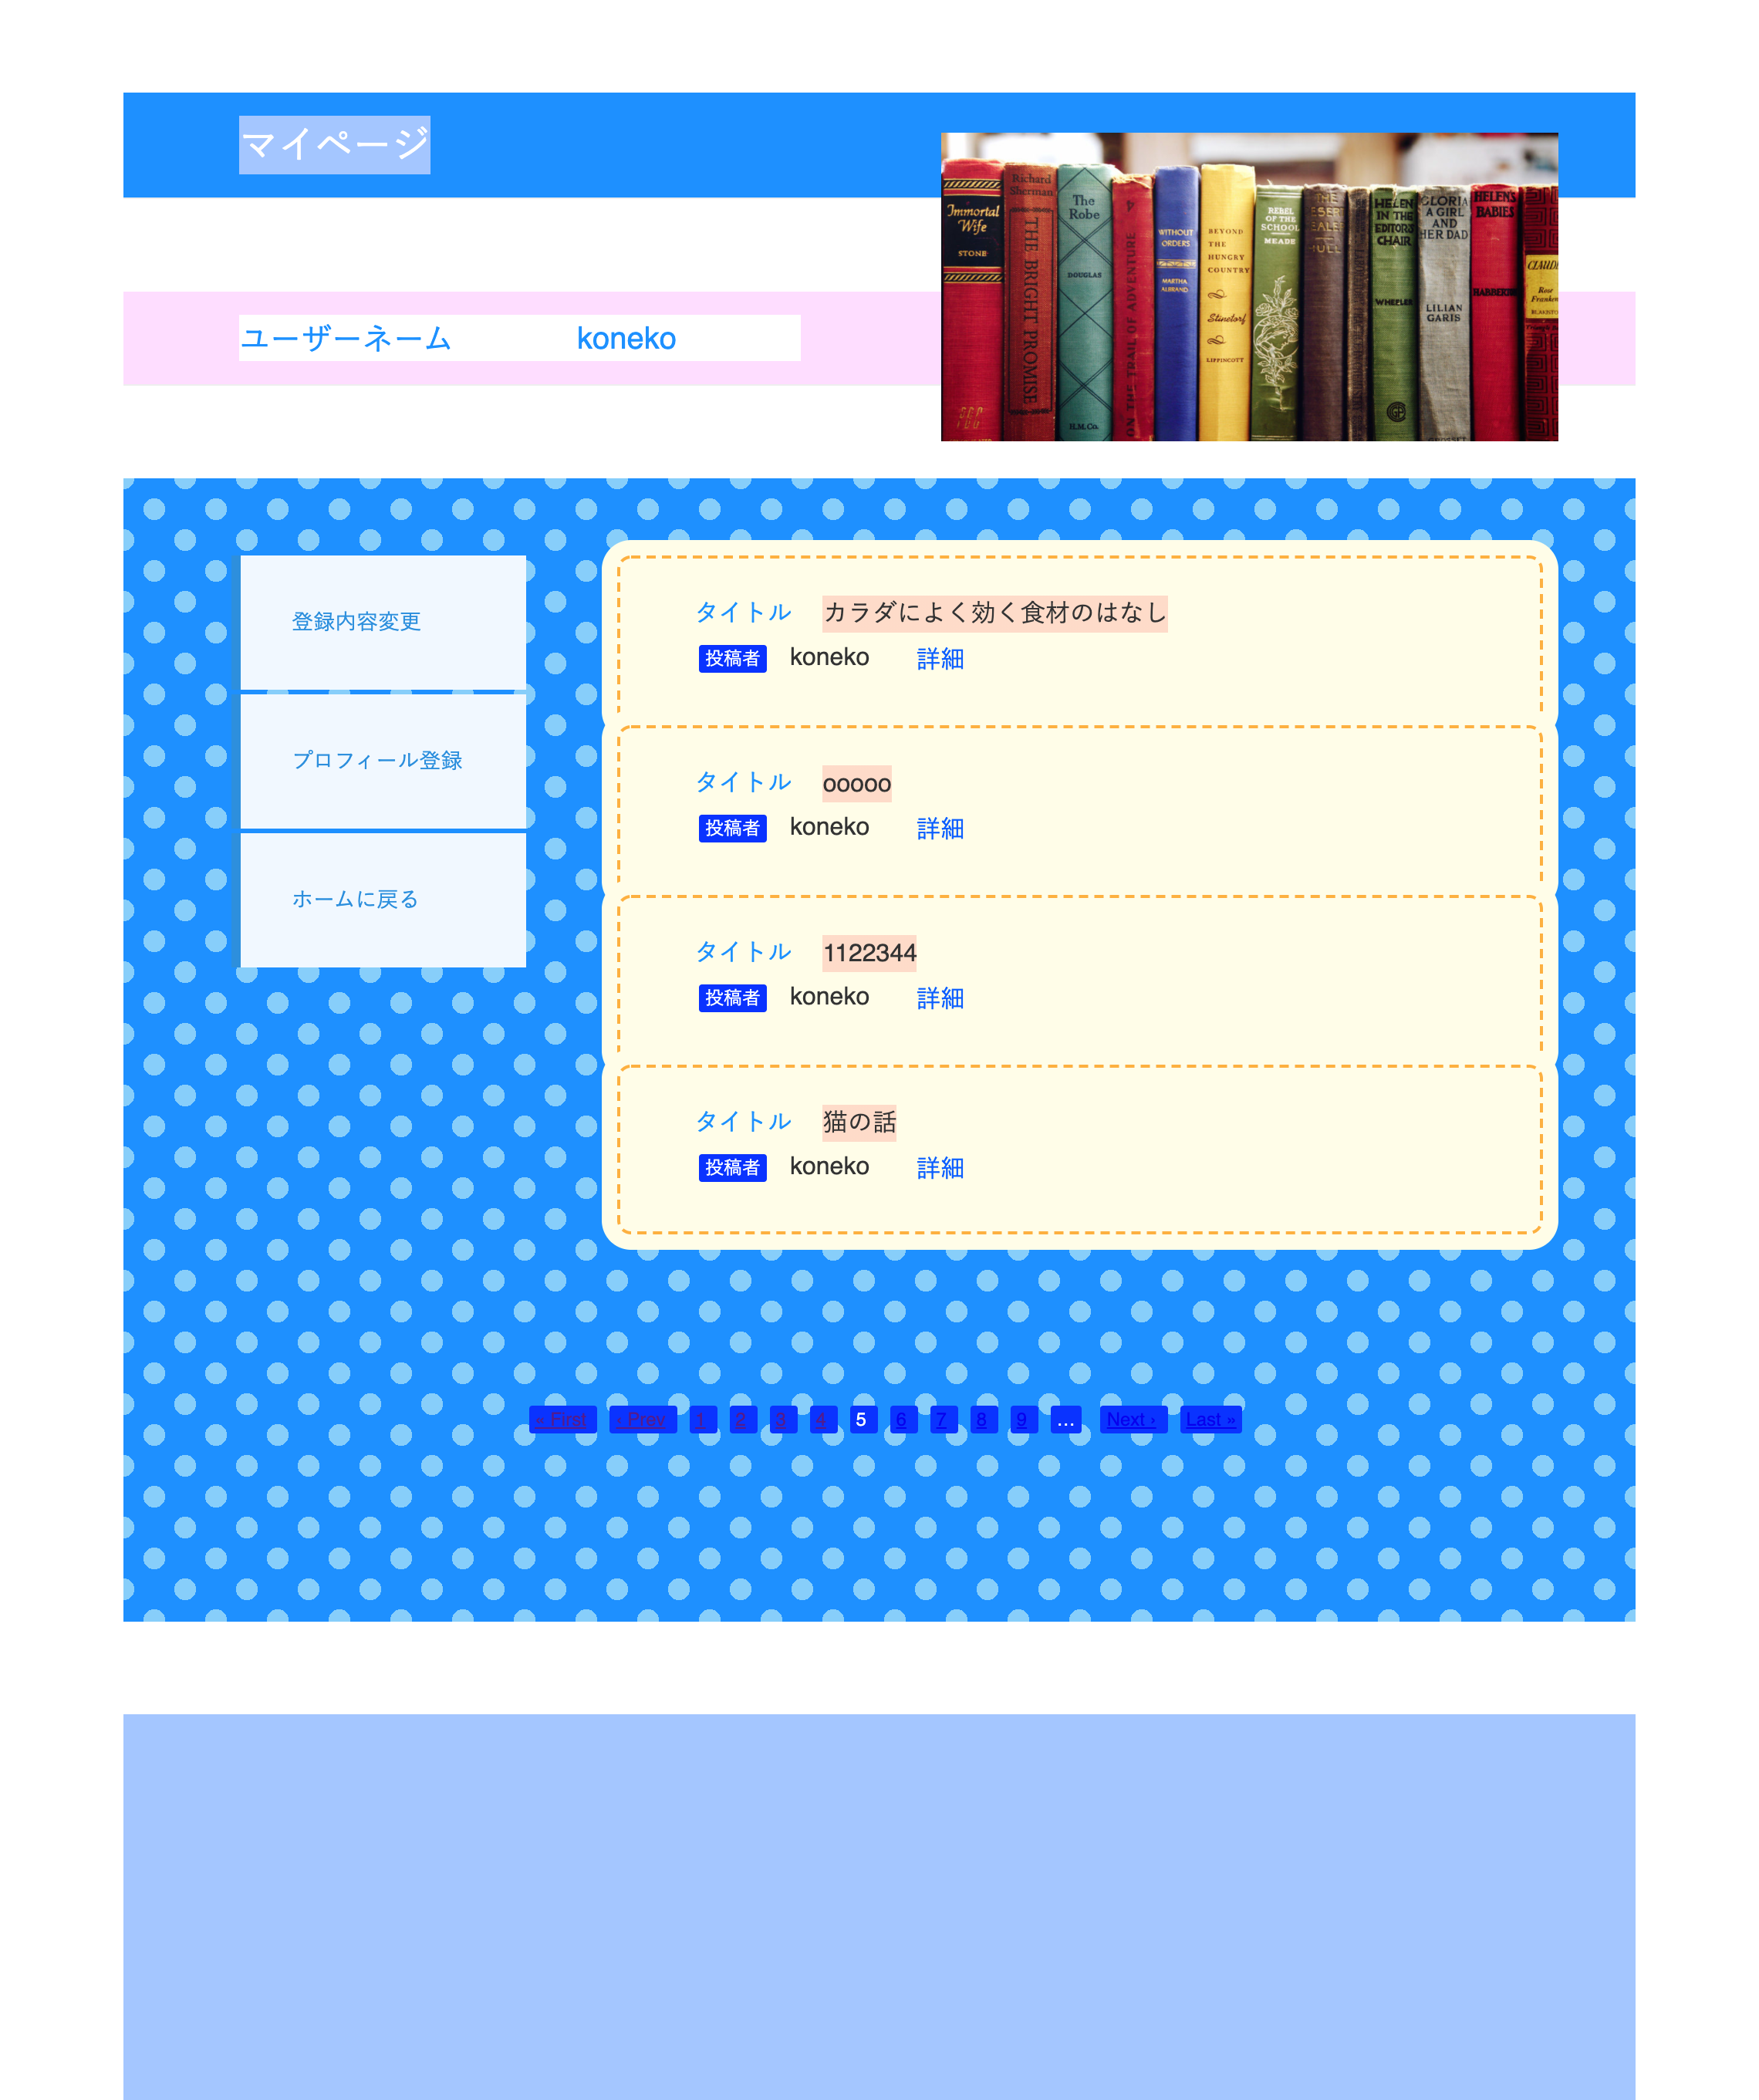 マイページ
ユーザーネーム koneko
Immortal Wife
STONE
Richard Sherman
THE BRIGHT PROMISE
The Robe
DOUGLAS
H.M.Co.
ON THE TRAIL OF ADVENTURE
WITHOUT ORDERS
MARTHA ALBRAND
BEYOND THE HUNGRY COUNTRY
Stinetorf
LIPPINCOTT
REBEL OF THE SCHOOL
MEADE
HELEN IN THE EDITOR'S CHAIR
WHEELER
GLORIA A GIRL AND HER DAD
LILIAN GARIS
HELEN'S BABIES
HABBERTON
登録内容変更
プロフィール登録
ホームに戻る
タイトル カラダによく効く食材のはなし
投稿者 koneko 詳細
タイトル ooooo
投稿者 koneko 詳細
タイトル 1122344
投稿者 koneko 詳細
タイトル 猫の話
投稿者 koneko 詳細
« First ‹ Prev 1 2 3 4 5 6 7 8 9 … Next › Last »